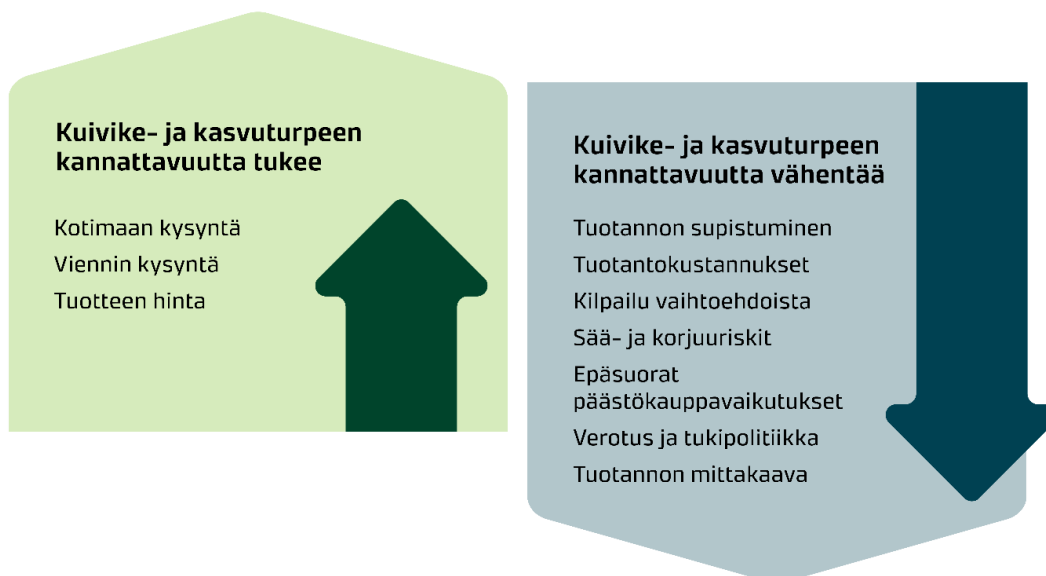 Kuivike- ja kasvuturpeen
kannattavuutta tukee
Kotimaan kysyntä
Viennin kysyntä
Tuotteen hinta
Kuivike- ja kasvuturpeen
kannattavuutta vähentää
Tuotannon supistuminen
Tuotantokustannukset
Kilpailu vaihtoehdoista
Sää- ja korjuuriskit
Epäsuorat
päästökauppavaikutukset
Verotus ja tukipolitiikka
Tuotannon mittakaava